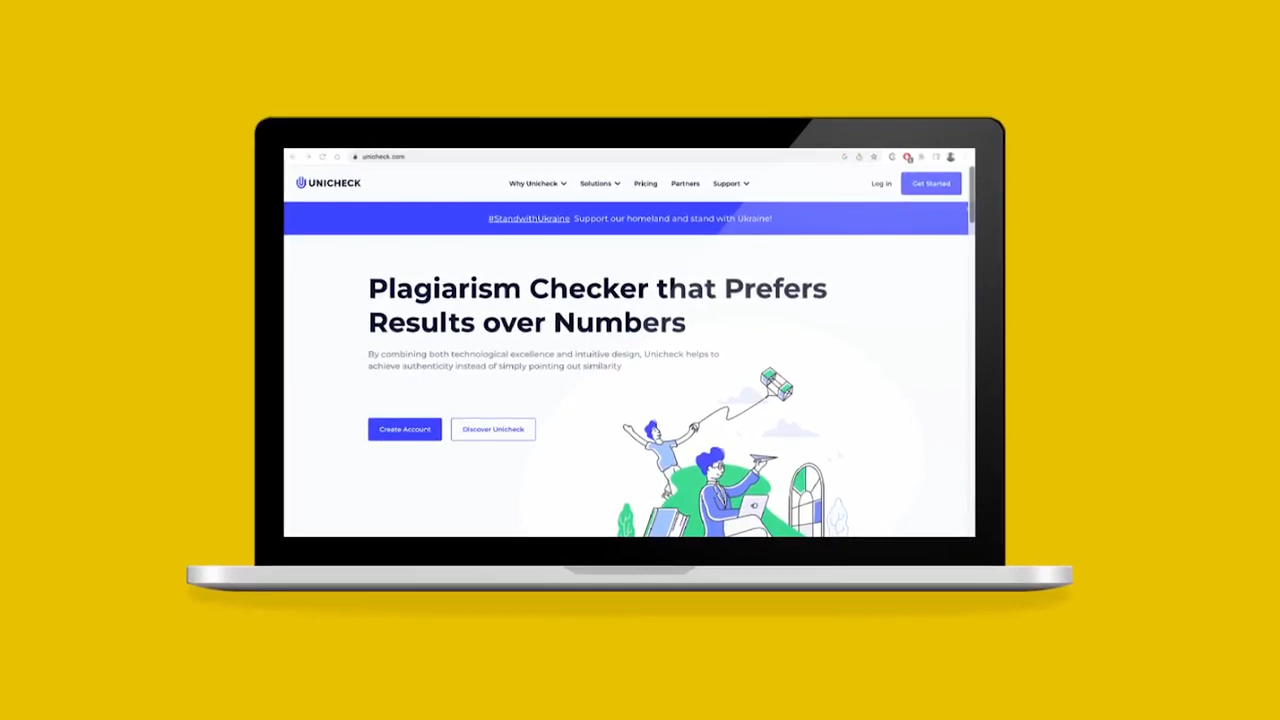 unicheck.com
UNICHECK
Why Unicheck Solutions Pricing Partners Support Log in Get Started
#StandwithUkraine Support our homeland and stand with Ukraine!
Plagiarism Checker that Prefers
Results over Numbers
By combining both technological excellence and intuitive design, Unicheck helps to
achieve authenticity instead of simply pointing out similarity
Create Account Discover Unicheck